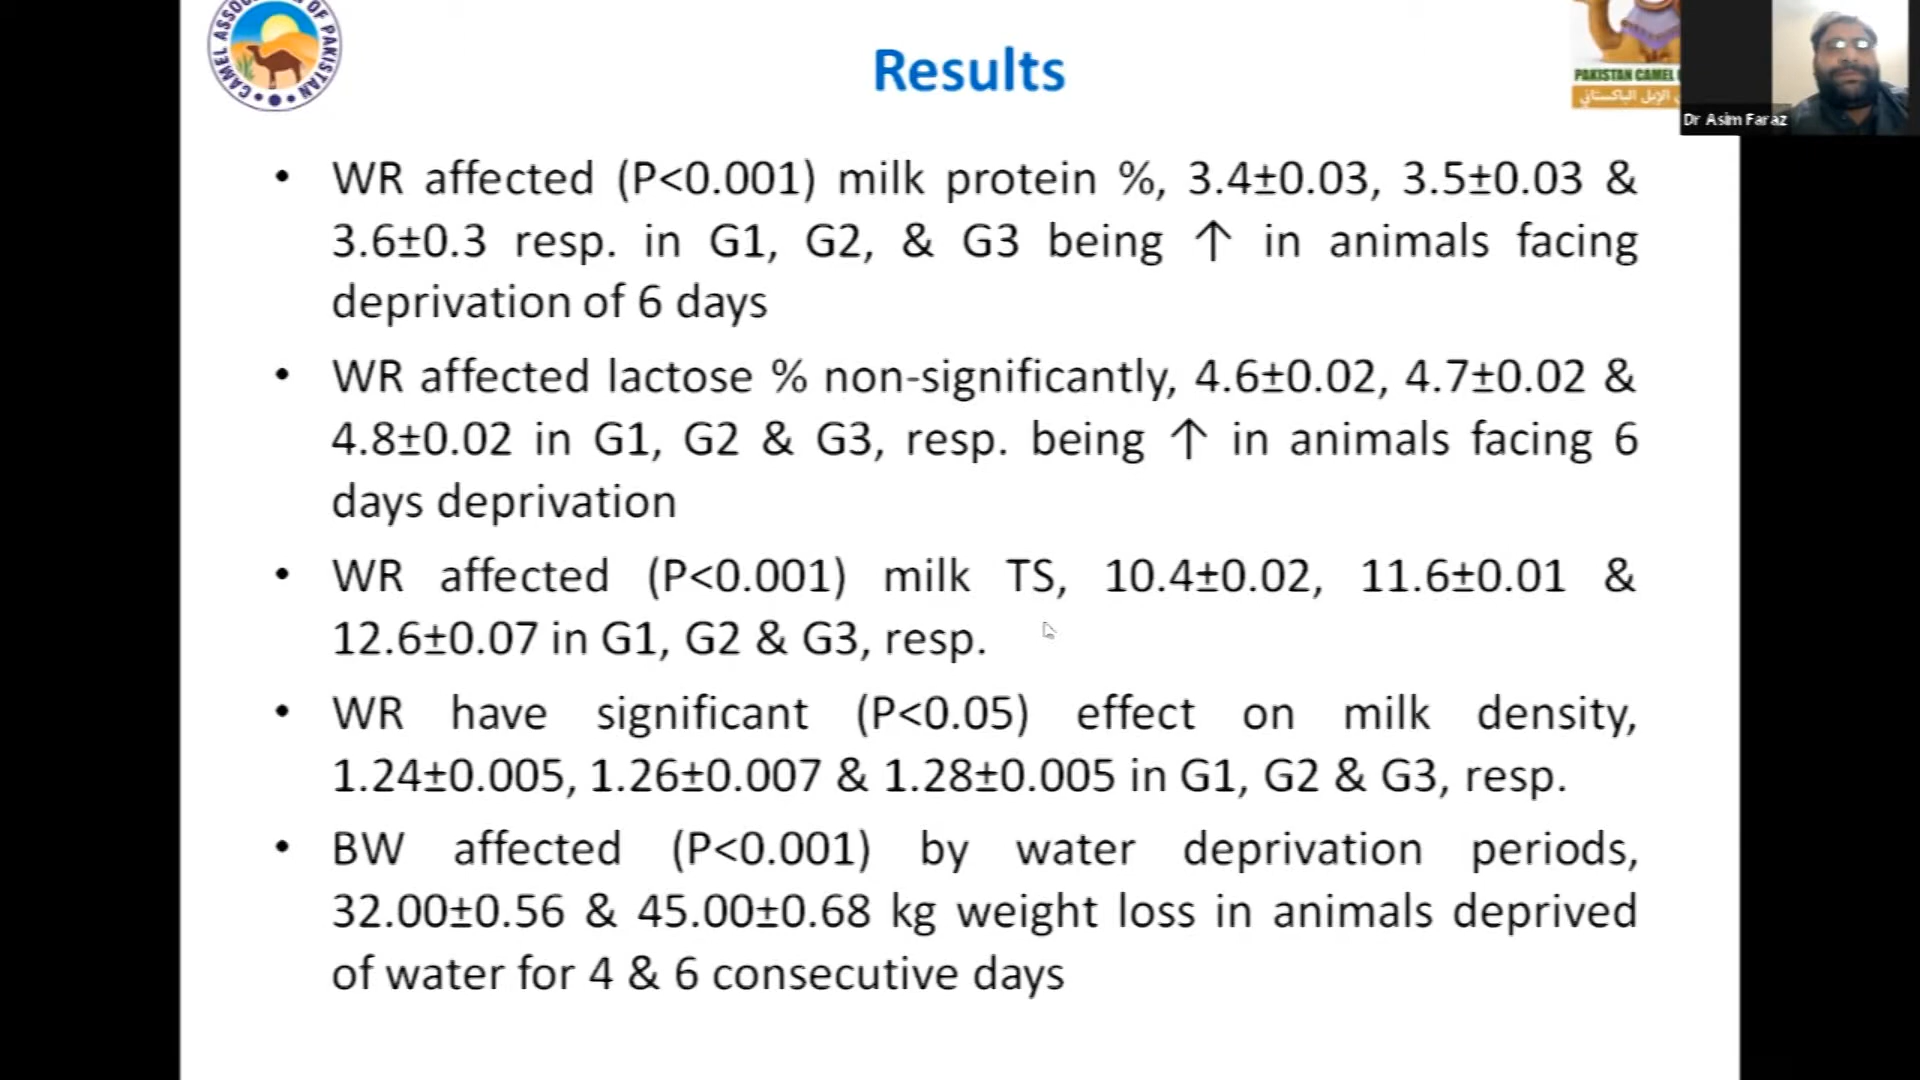 CAMEL ASSOCIATION OF PAKISTAN
Results
PAKISTAN CAMEL
الإبل الباكستاني
Dr Asim Faraz
• WR affected (P<0.001) milk protein %, 3.4±0.03, 3.5±0.03 &
3.6±0.3 resp. in G1, G2, & G3 being ↑ in animals facing
deprivation of 6 days
• WR affected lactose % non-significantly, 4.6±0.02, 4.7±0.02 &
4.8±0.02 in G1, G2 & G3, resp. being ↑ in animals facing 6
days deprivation
• WR affected (P<0.001) milk TS, 10.4±0.02, 11.6±0.01 &
12.6±0.07 in G1, G2 & G3, resp.
• WR have significant (P<0.05) effect on milk density,
1.24±0.005, 1.26±0.007 & 1.28±0.005 in G1, G2 & G3, resp.
• BW affected (P<0.001) by water deprivation periods,
32.00±0.56 & 45.00±0.68 kg weight loss in animals deprived
of water for 4 & 6 consecutive days